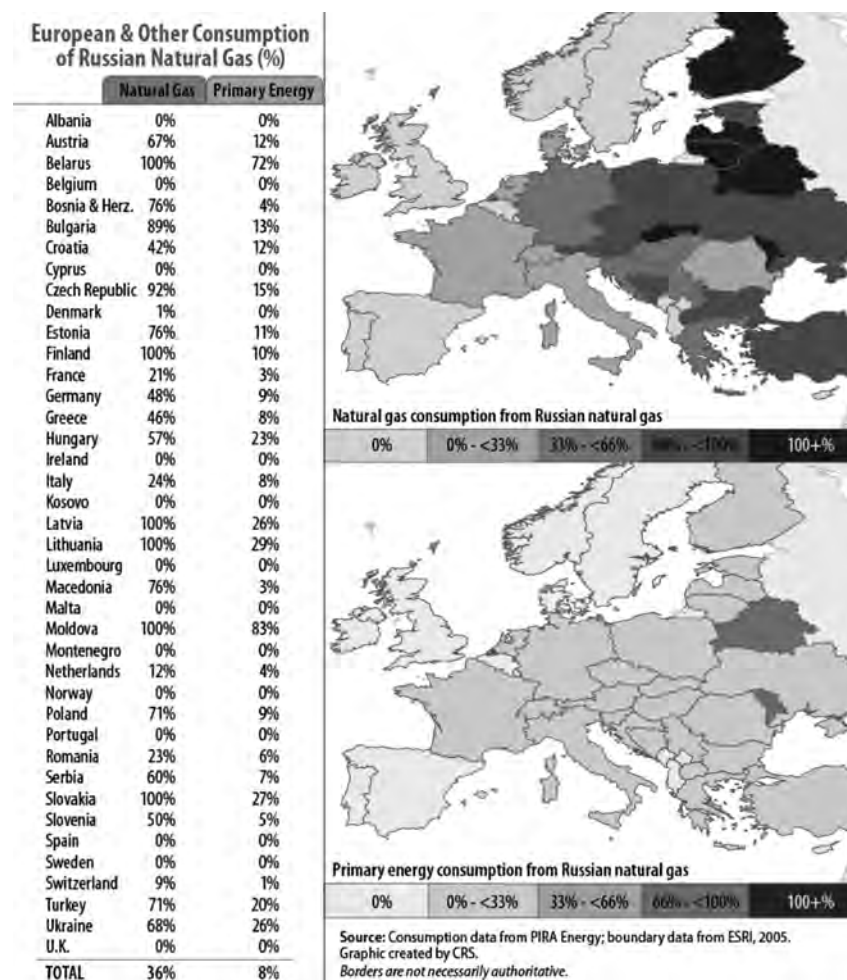 European & Other Consumption
of Russian Natural Gas (%)
Natural Gas Primary Energy
Albania 0% 0%
Austria 67% 12%
Belarus 100% 72%
Belgium 0% 0%
Bosnia & Herz. 76% 4%
Bulgaria 89% 13%
Croatia 42% 12%
Cyprus 0% 0%
Czech Republic 92% 15%
Denmark 1% 0%
Estonia 76% 11%
Finland 100% 10%
France 21% 3%
Germany 48% 9%
Greece 46% 8%
Hungary 57% 23%
Ireland 0% 0%
Italy 24% 8%
Kosovo 0% 0%
Latvia 100% 26%
Lithuania 100% 29%
Luxembourg 0% 0%
Macedonia 76% 3%
Malta 0% 0%
Moldova 100% 83%
Montenegro 0% 0%
Netherlands 12% 4%
Norway 0% 0%
Poland 71% 9%
Portugal 0% 0%
Romania 23% 6%
Serbia 60% 7%
Slovakia 100% 27%
Slovenia 50% 5%
Spain 0% 0%
Sweden 0% 0%
Switzerland 9% 1%
Turkey 71% 20%
Ukraine 68% 26%
U.K. 0% 0%
TOTAL 36% 8%
Natural gas consumption from Russian natural gas
0% 0% - <33% 33% - <66% 66% - <100% 100+%
Primary energy consumption from Russian natural gas
0% 0% - <33% 33% - <66% 66% - <100% 100+%
Source: Consumption data from PIRA Energy; boundary data from ESRI, 2005.
Graphic created by CRS.
Borders are not necessarily authoritative.